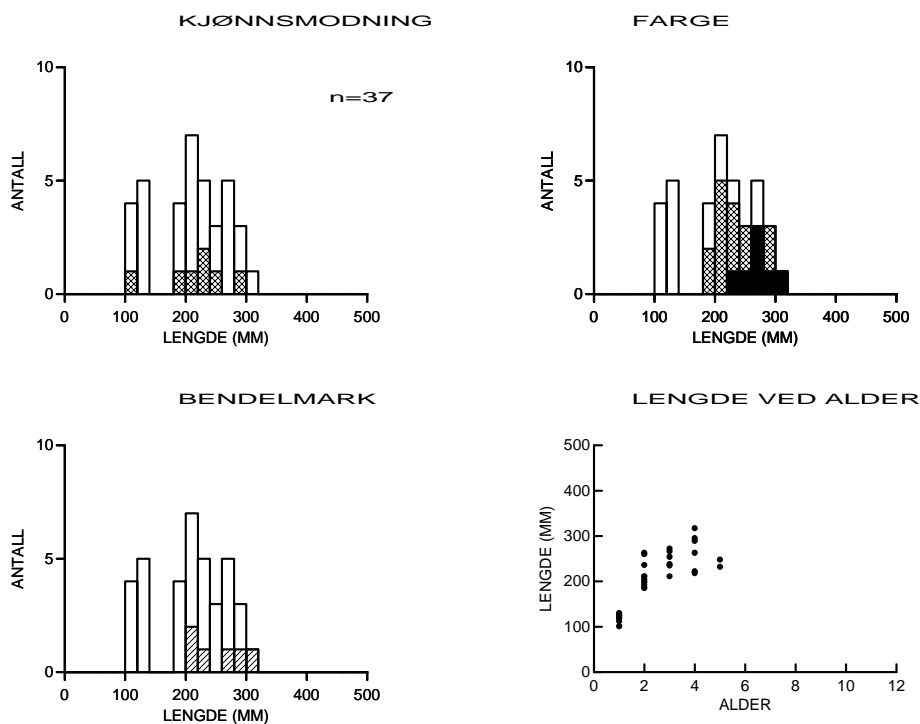 KJØNNSMODNING
10
n=37
ANTALL
5
0
0 100 200 300 400 500
LENGDE (MM)
FARGE
10
ANTALL
5
0
0 100 200 300 400 500
LENGDE (MM)
BENDELMARK
10
ANTALL
5
0
0 100 200 300 400 500
LENGDE (MM)
LENGDE VED ALDER
500
400
300
LENGDE (MM)
200
100
0
0 2 4 6 8 10 12
ALDER